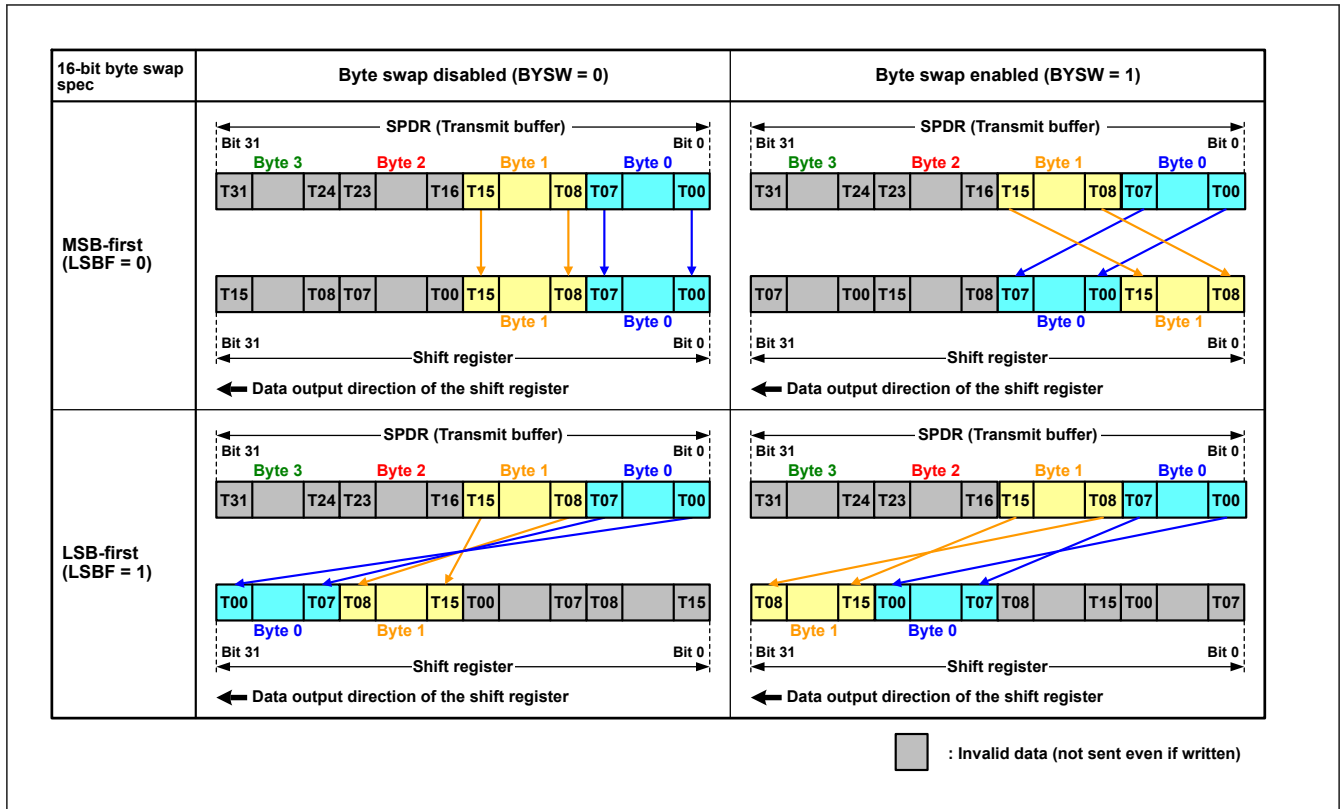 16-bit byte swap spec
Byte swap disabled (BYSW = 0)
Byte swap enabled (BYSW = 1)
MSB-first
(LSBF = 0)
SPDR (Transmit buffer)
Bit 31
Bit 0
Byte 3
Byte 2
Byte 1
Byte 0
T31 T24 T23 T16 T15 T08 T07 T00
T15 T08 T07 T00 T15 T08 T07 T00
Byte 1
Byte 0
Bit 31
Bit 0
Shift register
Data output direction of the shift register
SPDR (Transmit buffer)
Bit 31
Bit 0
Byte 3
Byte 2
Byte 1
Byte 0
T31 T24 T23 T16 T15 T08 T07 T00
T07 T00 T15 T08 T07 T00 T15 T08
Byte 0
Byte 1
Bit 31
Bit 0
Shift register
Data output direction of the shift register
LSB-first
(LSBF = 1)
SPDR (Transmit buffer)
Bit 31
Bit 0
Byte 3
Byte 2
Byte 1
Byte 0
T31 T24 T23 T16 T15 T08 T07 T00
T00 T07 T08 T15 T00 T07 T08 T15
Byte 0
Byte 1
Bit 31
Bit 0
Shift register
Data output direction of the shift register
SPDR (Transmit buffer)
Bit 31
Bit 0
Byte 3
Byte 2
Byte 1
Byte 0
T31 T24 T23 T16 T15 T08 T07 T00
T08 T15 T00 T07 T08 T15 T00 T07
Byte 1
Byte 0
Bit 31
Bit 0
Shift register
Data output direction of the shift register
: Invalid data (not sent even if written)